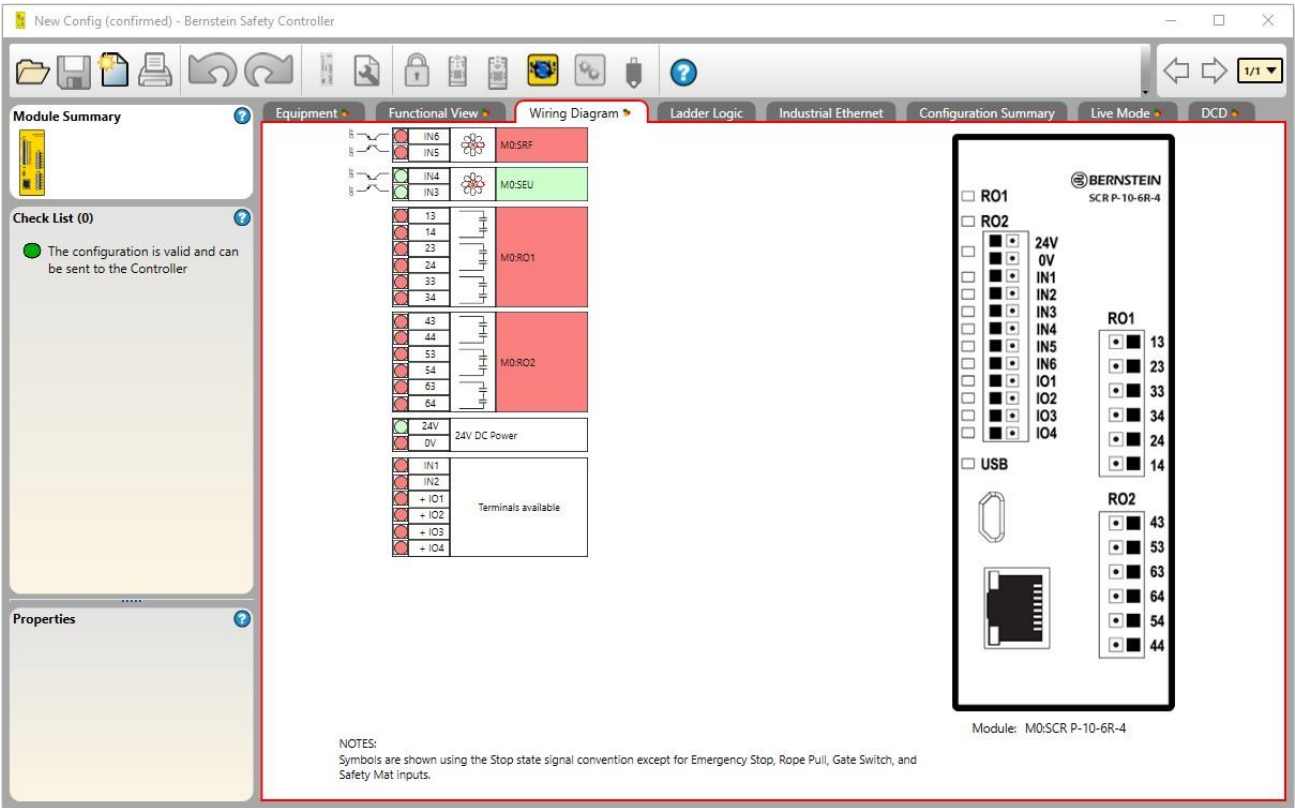 New Config (confirmed) - Bernstein Safety Controller
1/1
Module Summary
Equipment
Functional View
Wiring Diagram
Ladder Logic
Industrial Ethernet
Configuration Summary
Live Mode
DCD
Check List (0)
The configuration is valid and can
be sent to the Controller
Properties
IN6
IN5
M0:SRF
IN4
IN3
M0:SEU
13
14
23
24
33
34
M0:RO1
43
44
53
54
63
64
M0:RO2
24V
0V
24V DC Power
IN1
IN2
+ IO1
+ IO2
+ IO3
+ IO4
Terminals available
BERNSTEIN
SCR P-10-6R-4
RO1
RO2
24V
0V
IN1
IN2
IN3
IN4
IN5
IN6
IO1
IO2
IO3
IO4
USB
RO1
13
23
33
34
24
14
RO2
43
53
63
64
54
44
Module: M0:SCR P-10-6R-4
NOTES:
Symbols are shown using the Stop state signal convention except for Emergency Stop, Rope Pull, Gate Switch, and
Safety Mat inputs.